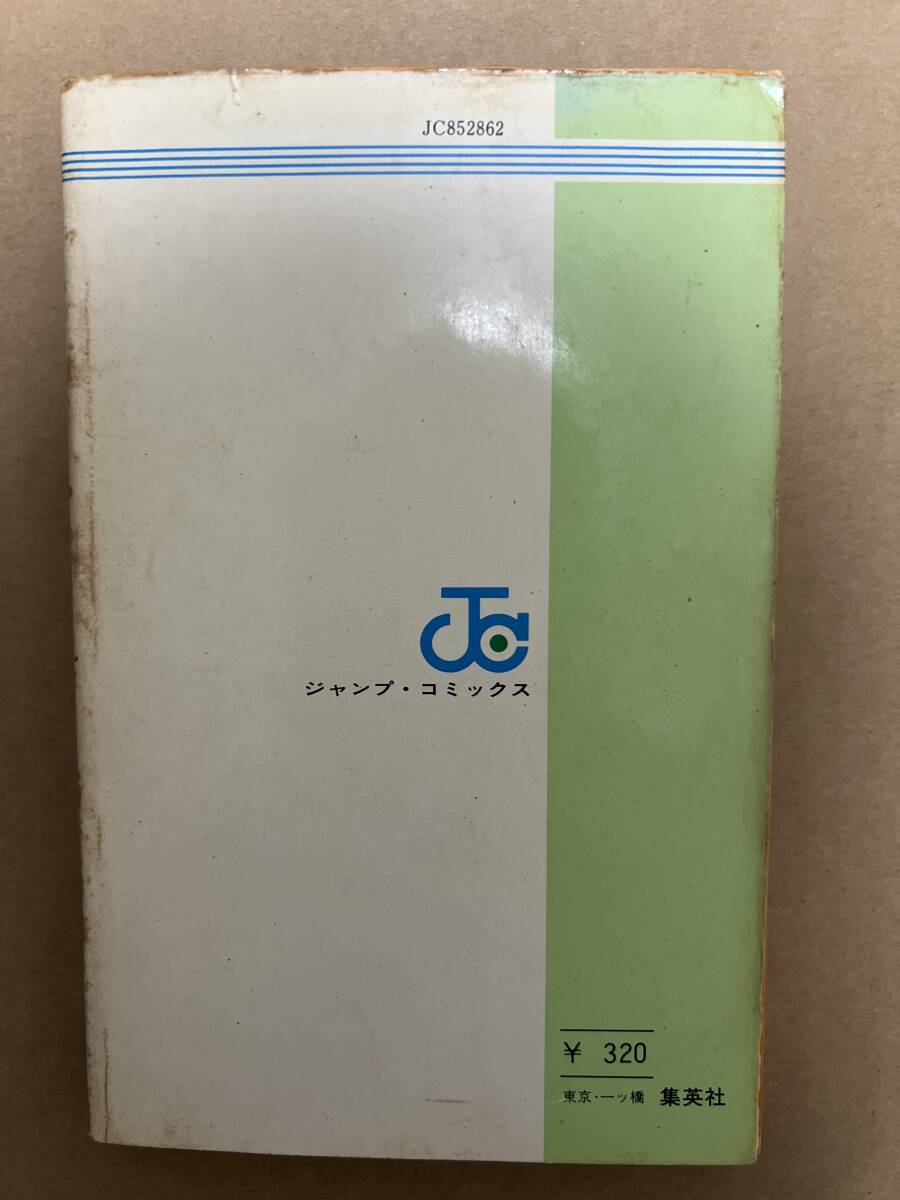 JC852862
JC
ジャンプ・コミックス
¥ 320
東京・一ッ橋 集英社